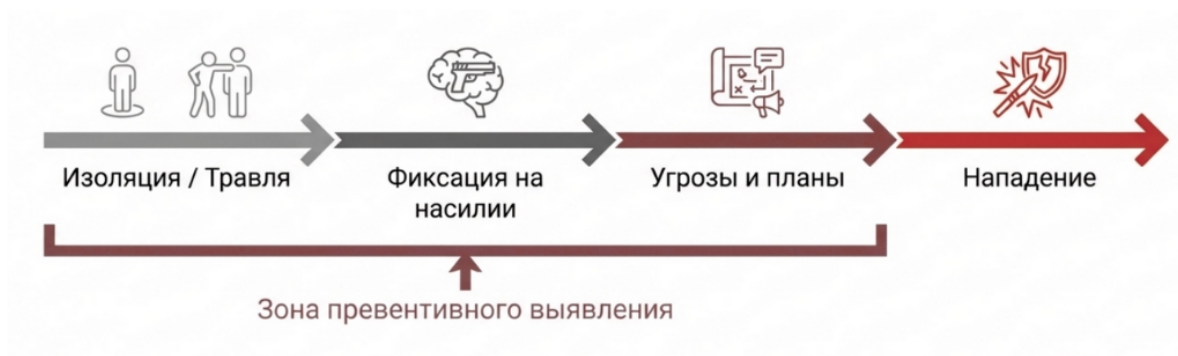 Изоляция / Травля
Фиксация на
насилии
Угрозы и планы
Нападение
Зона превентивного выявления